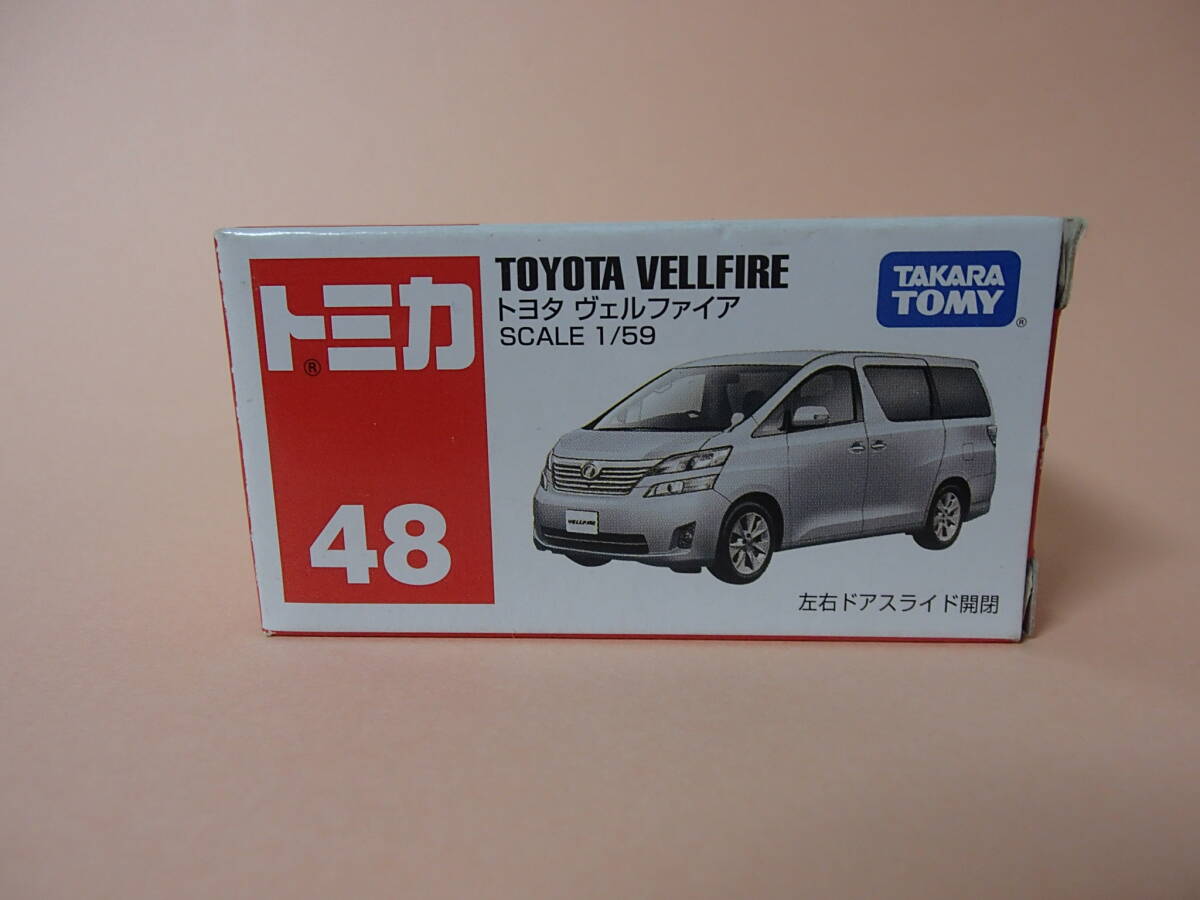 トミカ®
48
TOYOTA VELLFIRE
トヨタ ヴェルファイア
SCALE 1/59
TAKARA
TOMY®
VELLFIRE
左右ドアスライド開閉